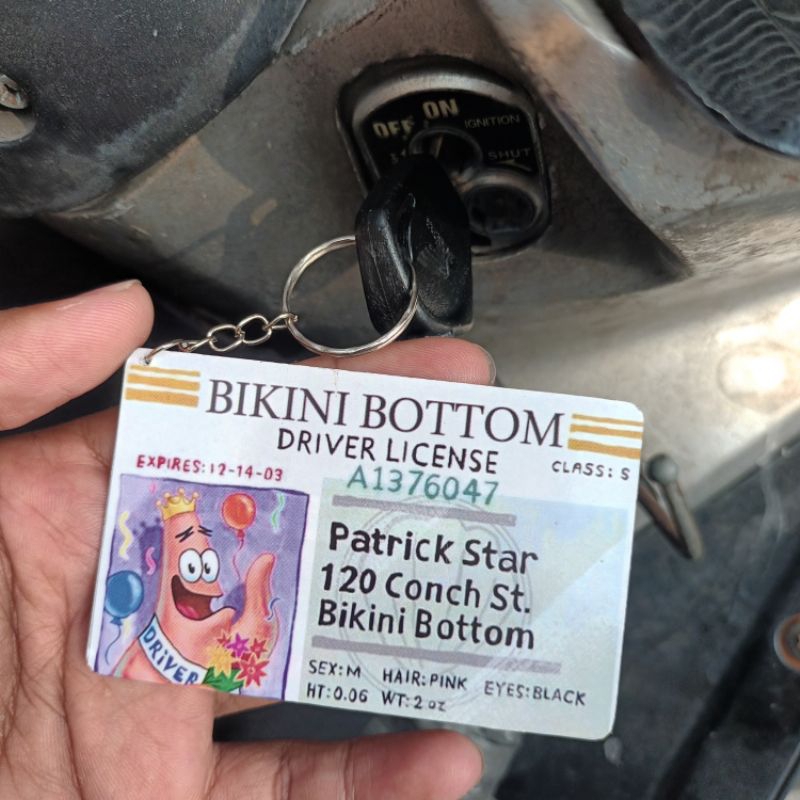 OFF ON
IGNITION
SHUT
BIKINI BOTTOM
DRIVER LICENSE
EXPIRES: 12-14-03
CLASS: S
A1376047
Patrick Star
120 Conch St.
Bikini Bottom
DRIVER
SEX: M HAIR: PINK EYES: BLACK
HT: 0.06 WT: 2 oz